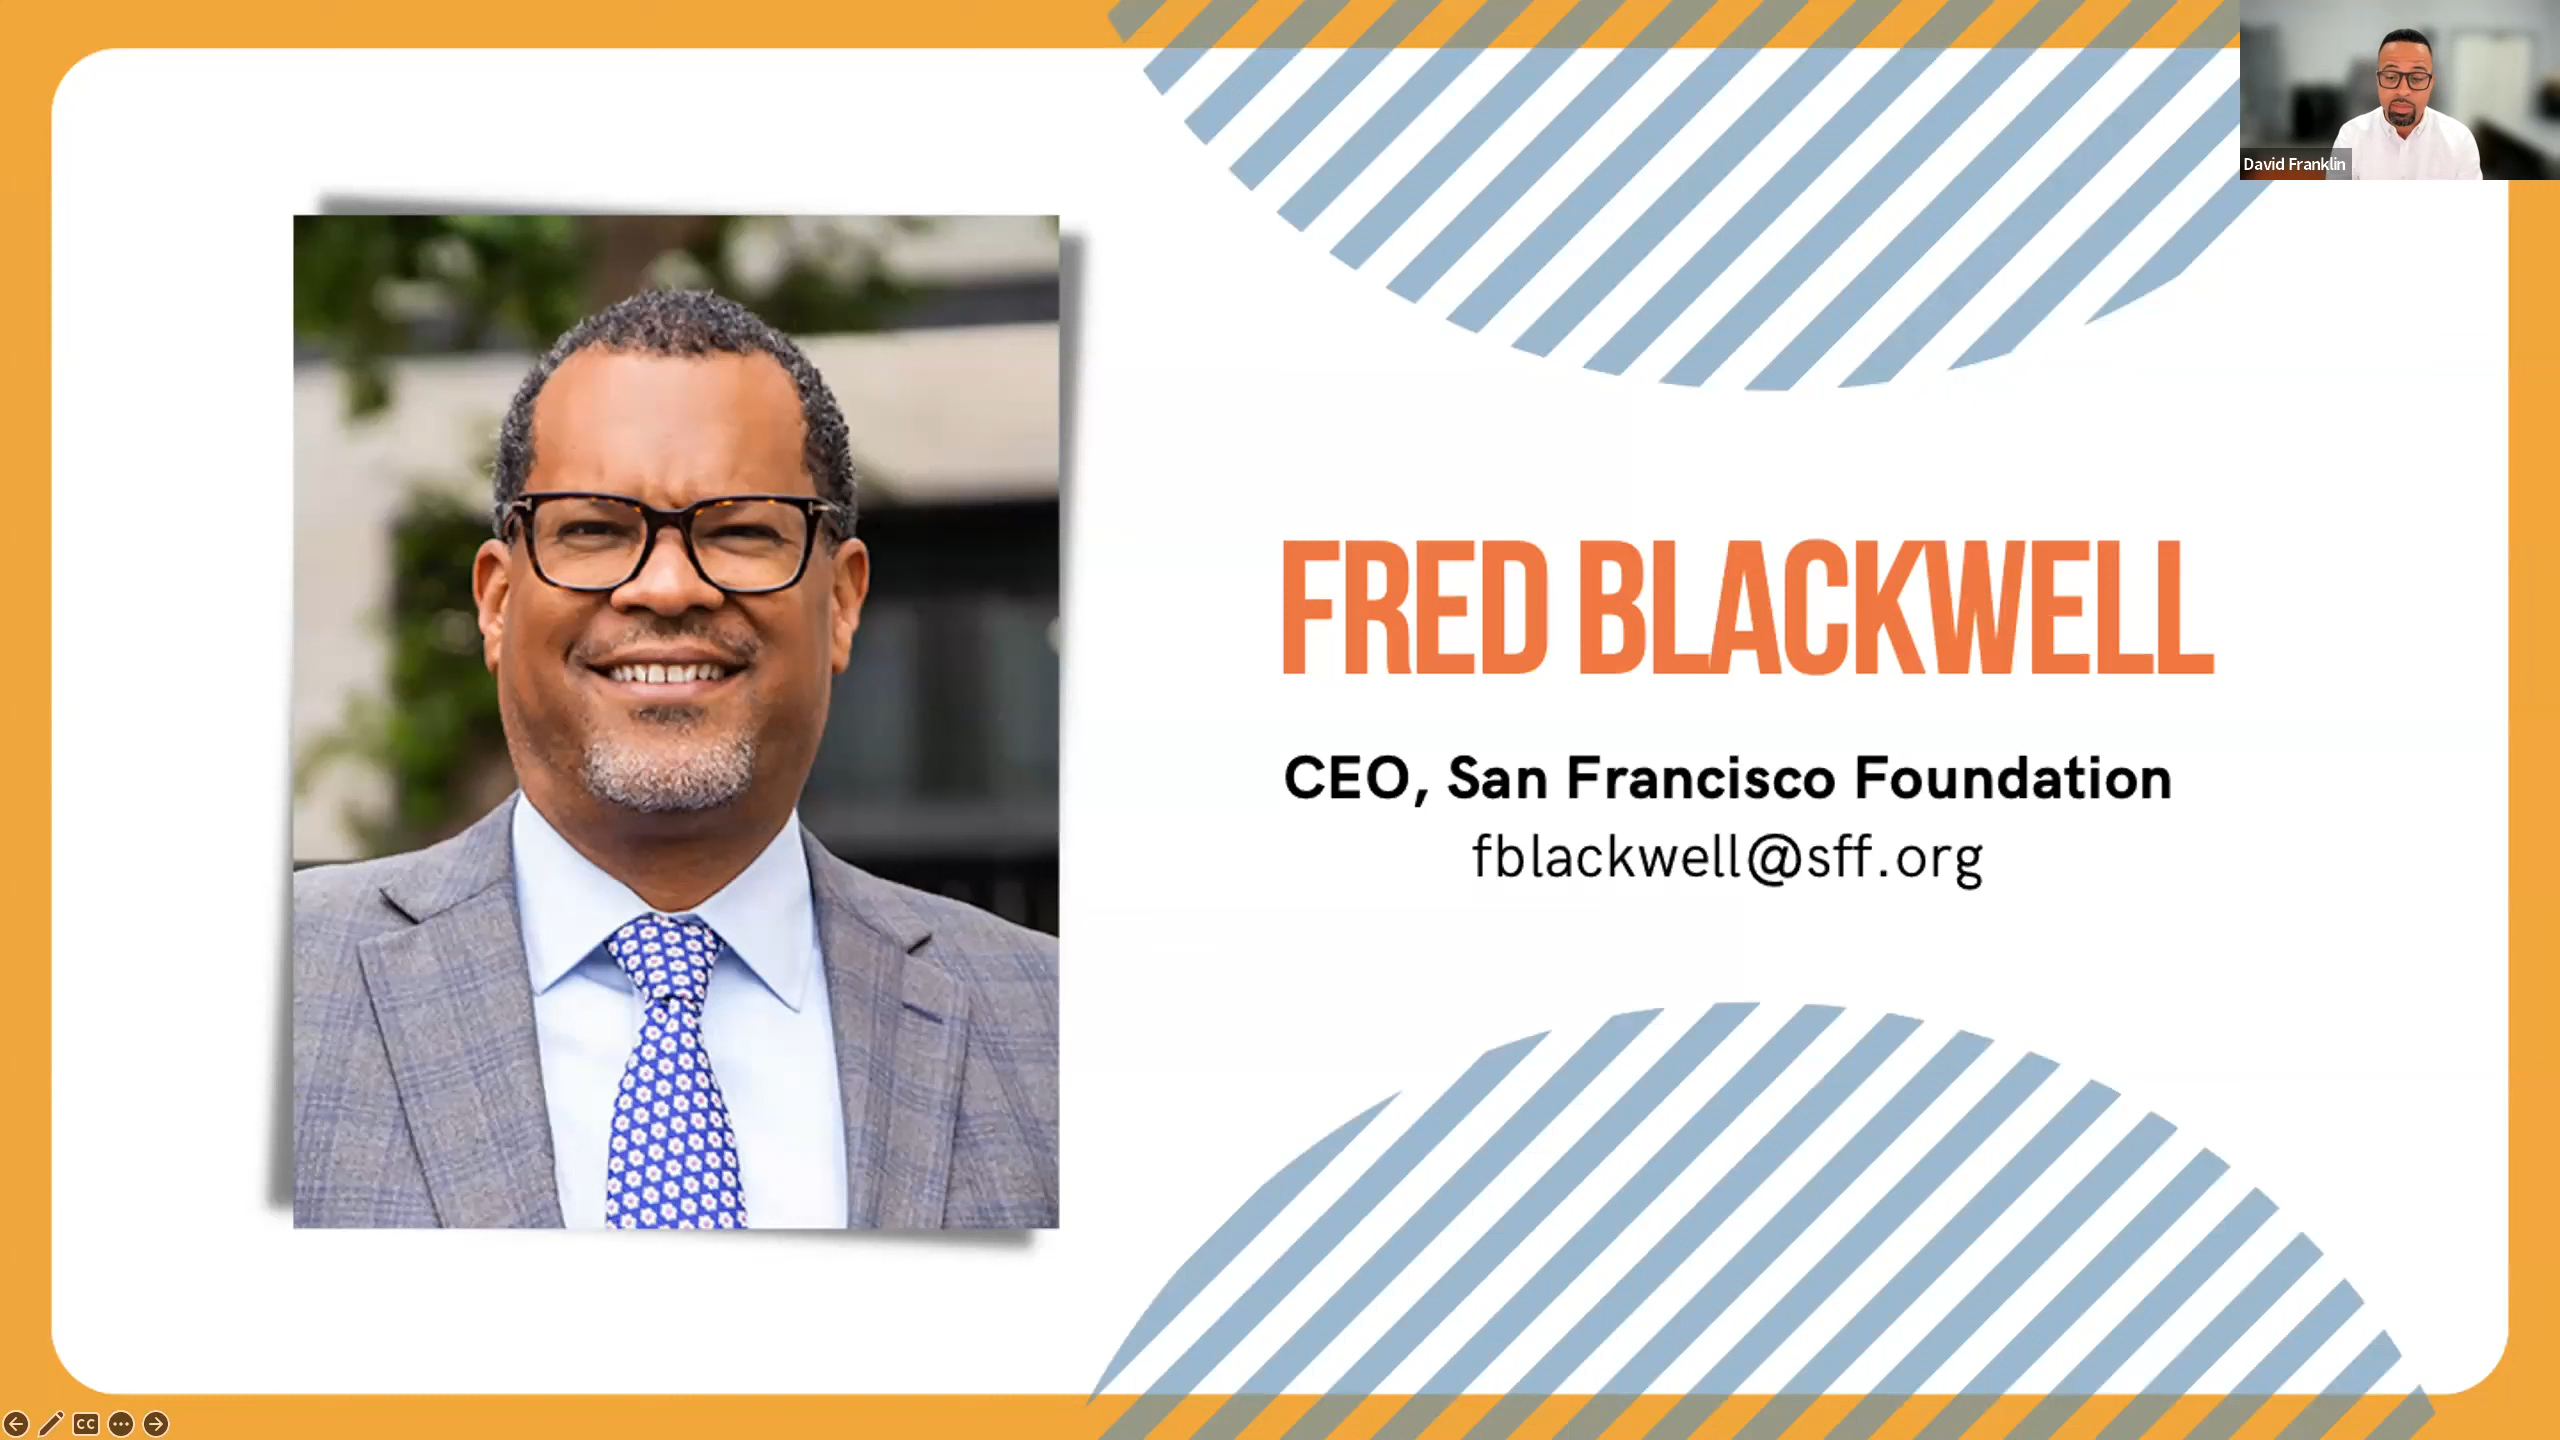 David Franklin
FRED BLACKWELL
CEO, San Francisco Foundation
fblackwell@sff.org
CC